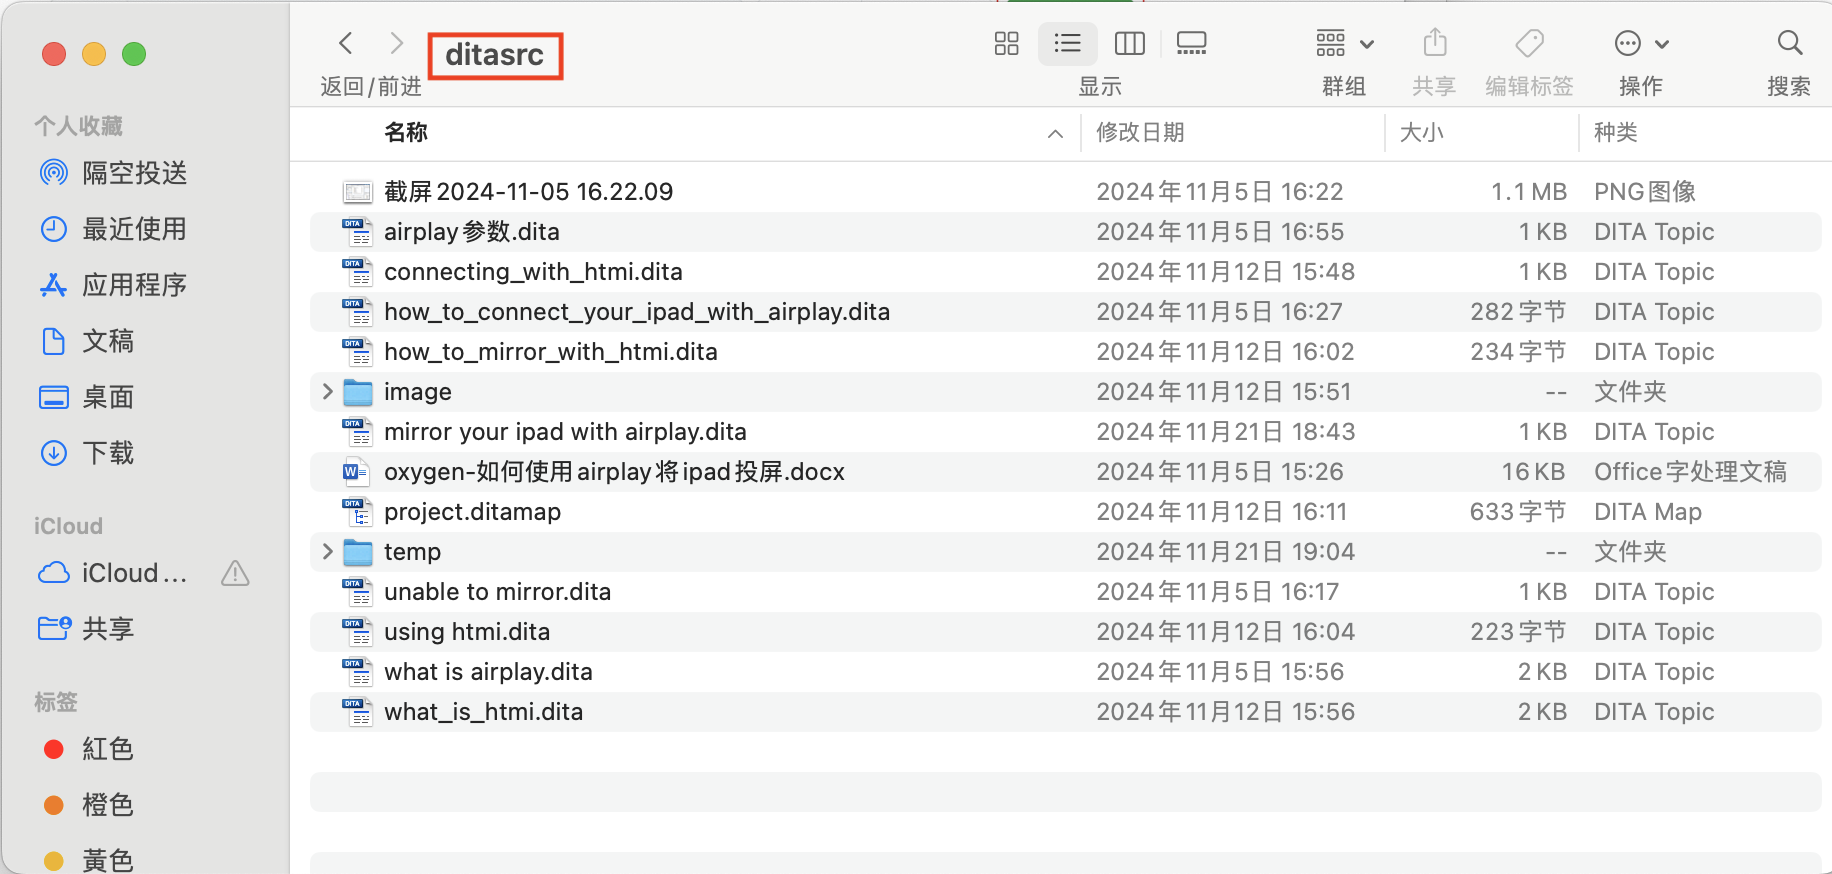 ditasrc
返回/前进
显示
群组
共享
编辑标签
操作
搜索
个人收藏
隔空投送
最近使用
应用程序
文稿
桌面
下载
iCloud
iCloud...
共享
标签
紅色
橙色
黃色
名称 修改日期 大小 种类
截屏2024-11-05 16.22.09 2024年11月5日 16:22 1.1 MB PNG图像
airplay参数.dita 2024年11月5日 16:55 1 KB DITA Topic
connecting_with_htmi.dita 2024年11月12日 15:48 1 KB DITA Topic
how_to_connect_your_ipad_with_airplay.dita 2024年11月5日 16:27 282字节 DITA Topic
how_to_mirror_with_htmi.dita 2024年11月12日 16:02 234字节 DITA Topic
image 2024年11月12日 15:51 -- 文件夹
mirror your ipad with airplay.dita 2024年11月21日 18:43 1 KB DITA Topic
oxygen-如何使用airplay将ipad投屏.docx 2024年11月5日 15:26 16 KB Office字处理文稿
project.ditamap 2024年11月12日 16:11 633字节 DITA Map
temp 2024年11月21日 19:04 -- 文件夹
unable to mirror.dita 2024年11月5日 16:17 1 KB DITA Topic
using htmi.dita 2024年11月12日 16:04 223字节 DITA Topic
what is airplay.dita 2024年11月5日 15:56 2 KB DITA Topic
what_is_htmi.dita 2024年11月12日 15:56 2 KB DITA Topic